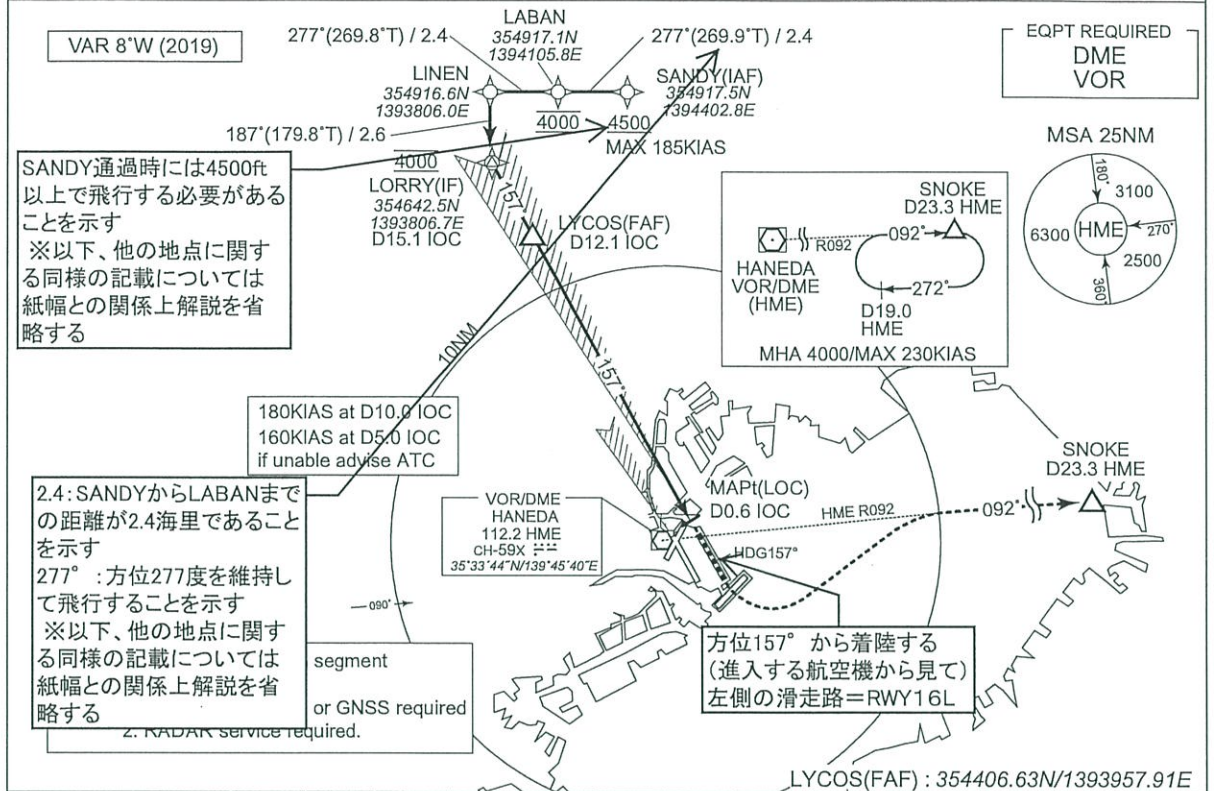 VAR 8°W (2019)
LABAN
354917.1N
1394105.8E
277°(269.8°T) / 2.4
277°(269.9°T) / 2.4
EQPT REQUIRED
DME
VOR
LINEN
354916.6N
1393806.0E
SANDY(IAF)
354917.5N
1394402.8E
4000
4500
MAX 185KIAS
187°(179.8°T) / 2.6
4000
LORRY(IF)
354642.5N
1393806.7E
D15.1 IOC
157°
LYCOS(FAF)
D12.1 IOC
SANDY通過時には4500ft
以上で飛行する必要がある
ことを示す
※以下、他の地点に関す
る同様の記載については
紙幅との関係上解説を省
略する
MSA 25NM
180°
3100
HME
270°
6300
2500
360°
SNOKE
D23.3 HME
R092
092°
HANEDA
VOR/DME
(HME)
272°
D19.0
HME
MHA 4000/MAX 230KIAS
10NM
157°
180KIAS at D10.0 IOC
160KIAS at D5.0 IOC
if unable advise ATC
2.4:SANDYからLABANまで
の距離が2.4海里であること
を示す
277° :方位277度を維持し
て飛行することを示す
※以下、他の地点に関す
る同様の記載については
紙幅との関係上解説を省
略する
VOR/DME
HANEDA
112.2 HME
CH-59X
35°33´44˝N/139°45´40˝E
MAPt(LOC)
D0.6 IOC
HME R092
092°
SNOKE
D23.3 HME
HDG157°
090°
方位157° から着陸する
(進入する航空機から見て)
左側の滑走路=RWY16L
segment
or GNSS required
2. RADAR service required.
LYCOS(FAF) : 354406.63N/1393957.91E